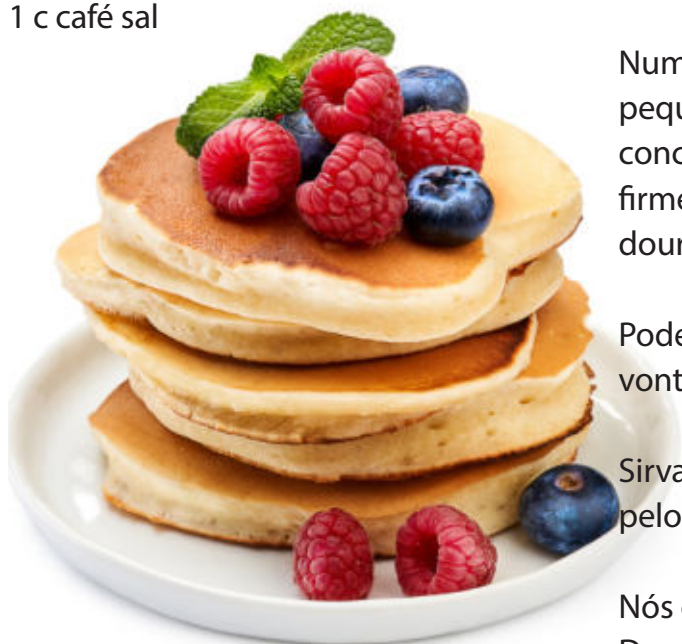 1 c café sal
Num
pequ
conc
firme
dour
Pode
vont
Sirva
pelo
Nós